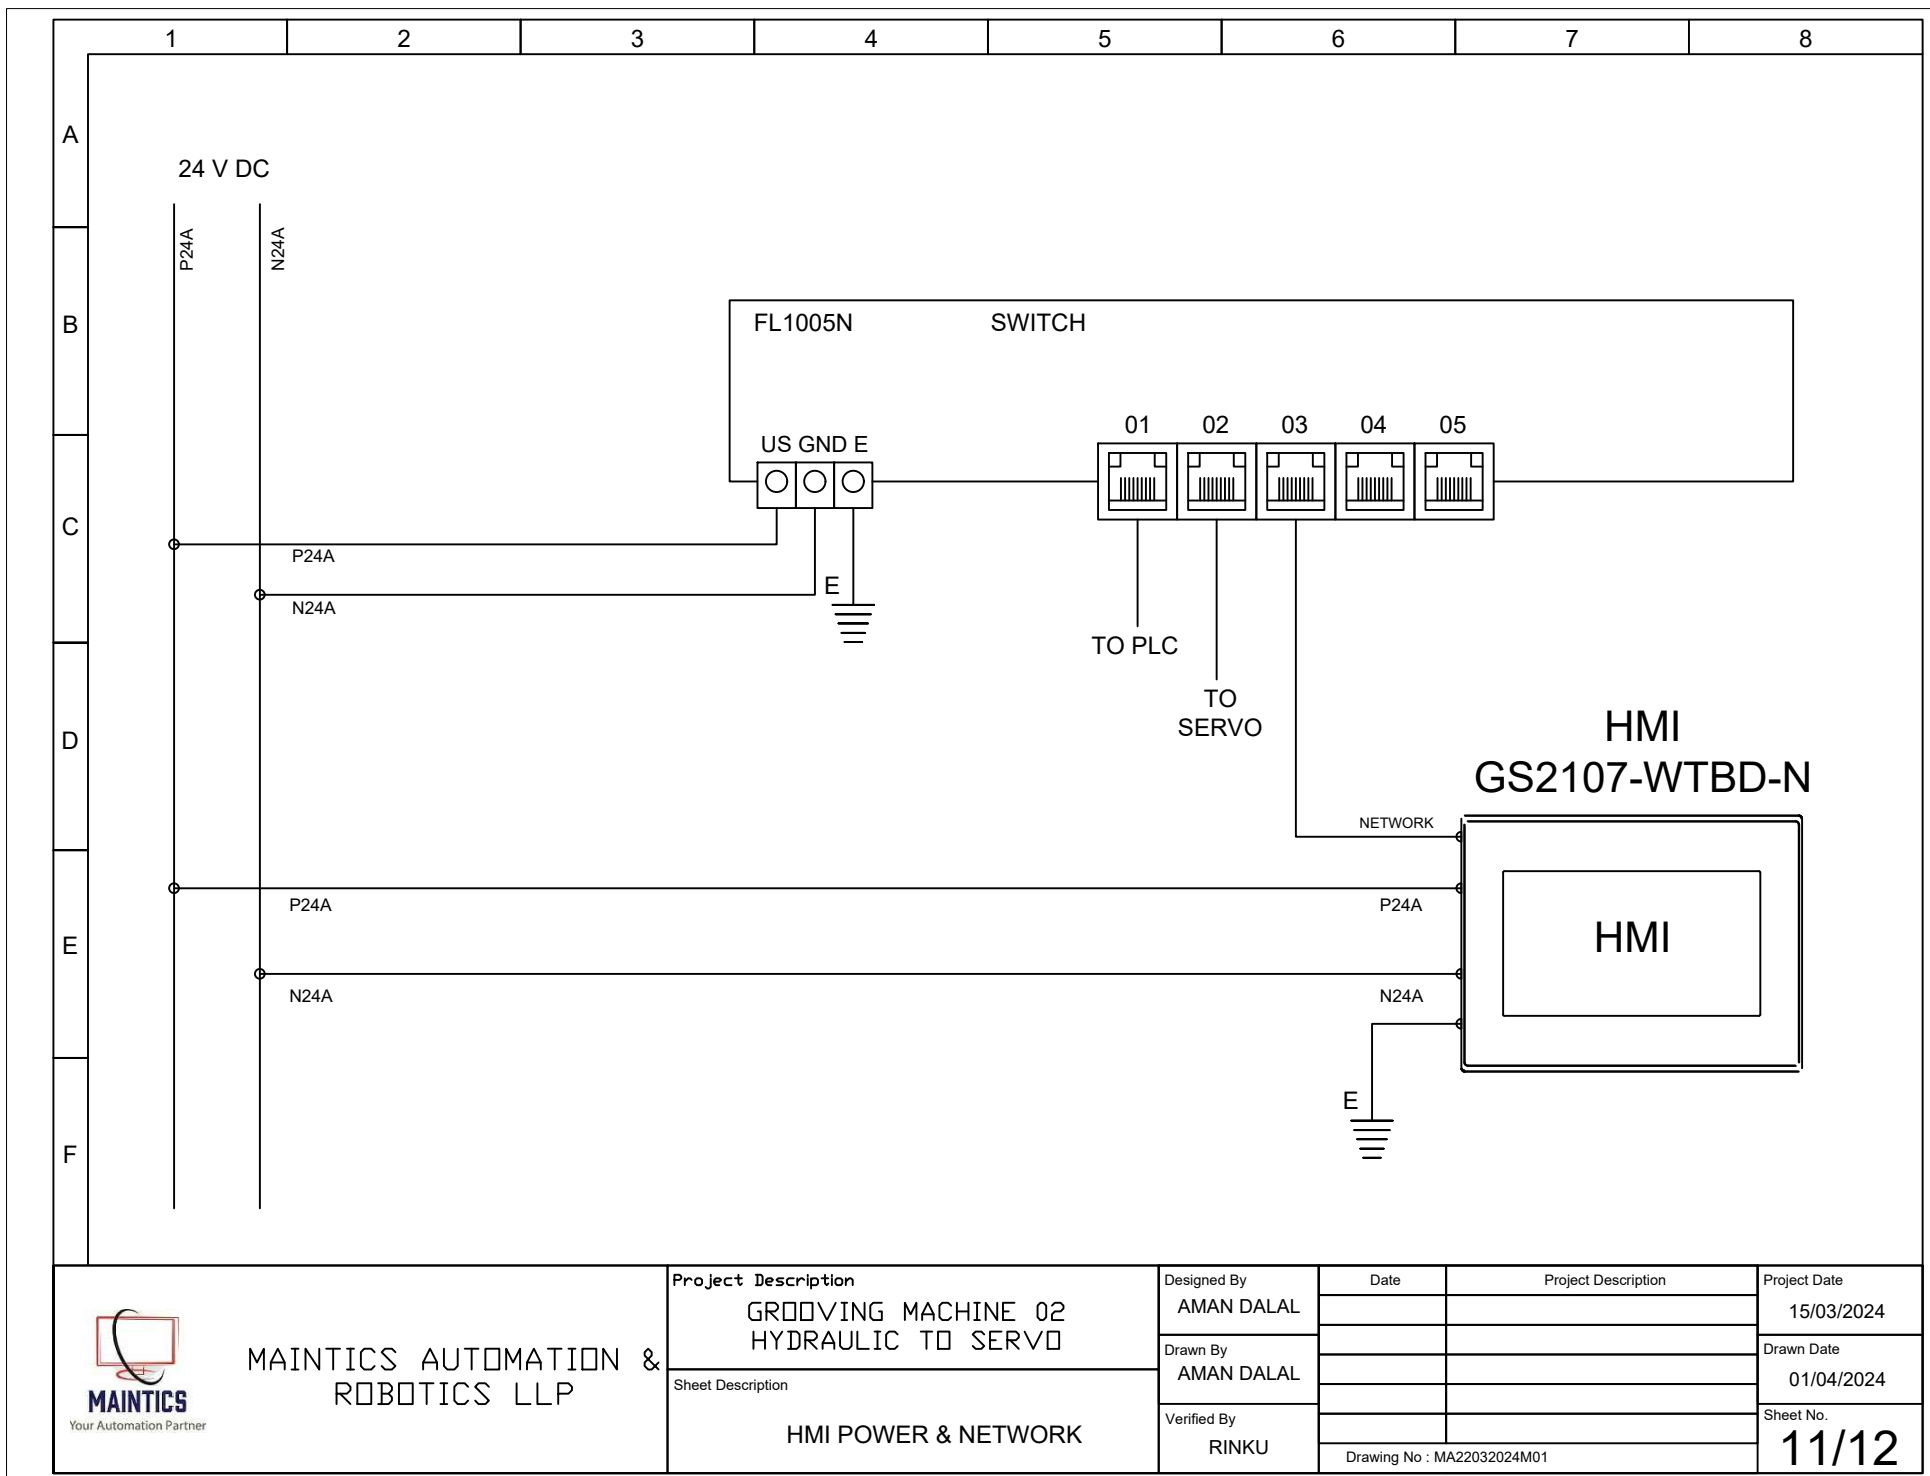 1 2 3 4 5 6 7 8
A
24 V DC
P24A N24A
B
FL1005N SWITCH
01 02 03 04 05
US GND E
C
P24A
E
N24A
TO PLC
TO
SERVO
D
HMI
GS2107-WTBD-N
NETWORK
P24A P24A
HMI
E
N24A N24A
E
F
MAINTICS
Your Automation Partner
MAINTICS AUTOMATION &
ROBOTICS LLP
Project Description
GROOVING MACHINE 02
HYDRAULIC TO SERVO
Sheet Description
HMI POWER & NETWORK
Designed By
AMAN DALAL
Drawn By
AMAN DALAL
Verified By
RINKU
Date Project Description
Drawing No : MA22032024M01
Project Date
15/03/2024
Drawn Date
01/04/2024
Sheet No.
11/12